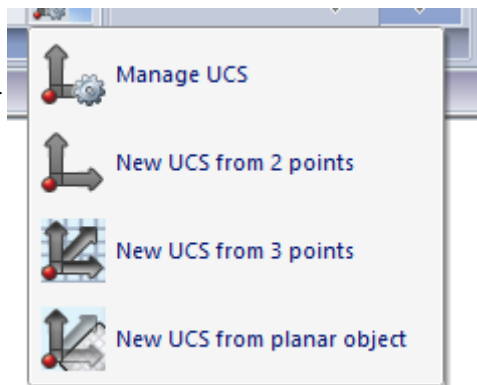 Manage UCS
New UCS from 2 points
New UCS from 3 points
New UCS from planar object